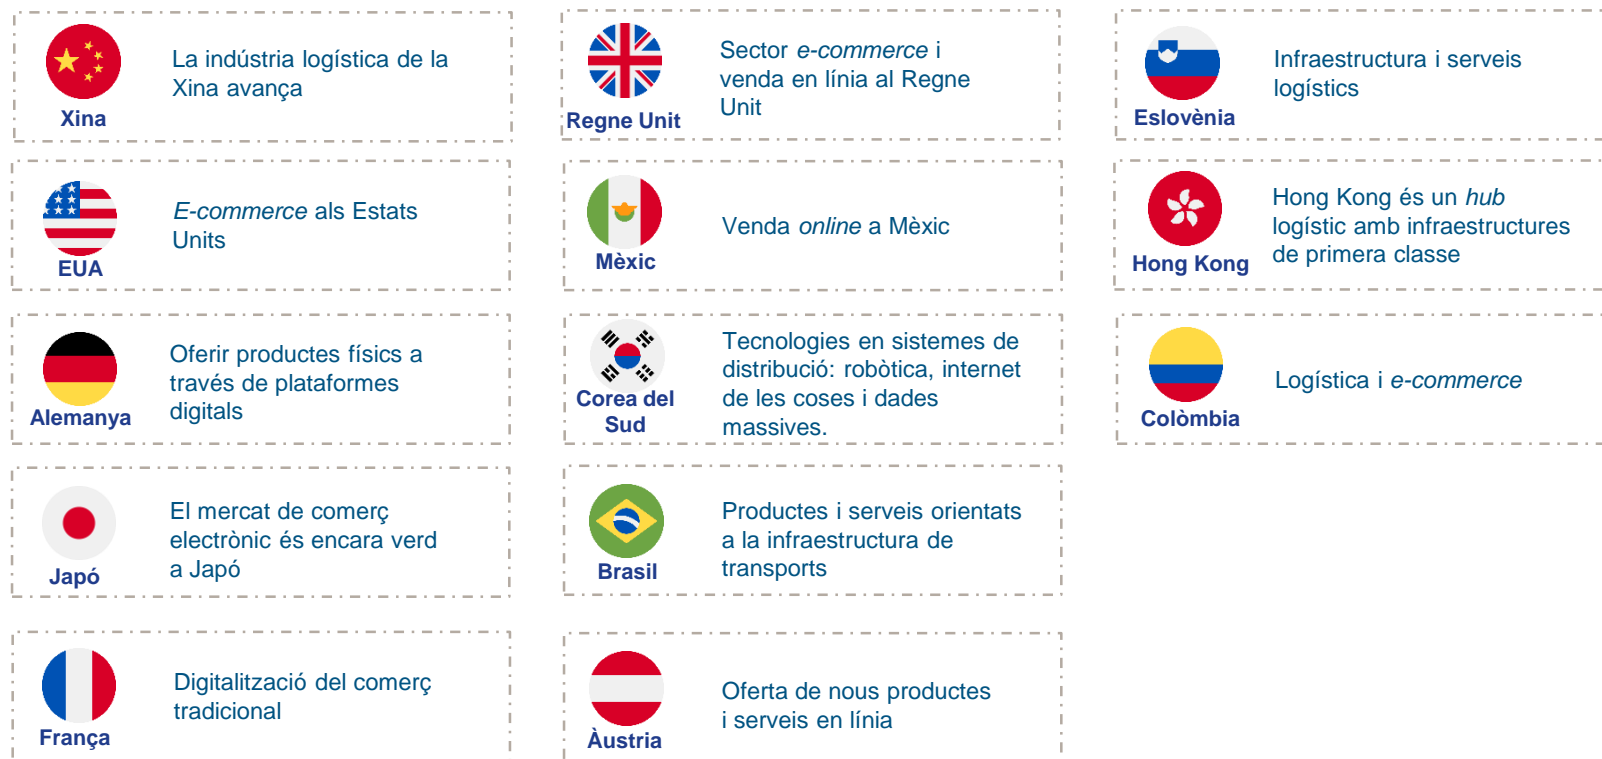 La indústria logística de la
Xina avança
Xina
Sector e-commerce i
venda en línia al Regne
Unit
Regne Unit
Infraestructura i serveis
logístics
Eslovènia
E-commerce als Estats
Units
EUA
Venda online a Mèxic
Mèxic
Hong Kong és un hub
logístic amb infraestructures
de primera classe
Hong Kong
Oferir productes físics a
través de plataformes
digitals
Alemanya
Tecnologies en sistemes de
distribució: robòtica, internet
de les coses i dades
massives.
Corea del
Sud
Logística i e-commerce
Colòmbia
El mercat de comerç
electrònic és encara verd
a Japó
Japó
Productes i serveis orientats
a la infraestructura de
transports
Brasil
Digitalització del comerç
tradicional
França
Oferta de nous productes
i serveis en línia
Àustria